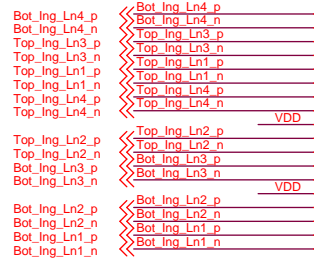 Bot_Ing_Ln4_p Bot_Ing_Ln4_p
Bot_Ing_Ln4_n Bot_Ing_Ln4_n
Top_Ing_Ln3_p Top_Ing_Ln3_p
Top_Ing_Ln3_n Top_Ing_Ln3_n
Top_Ing_Ln1_p Top_Ing_Ln1_p
Top_Ing_Ln1_n Top_Ing_Ln1_n
Top_Ing_Ln4_p Top_Ing_Ln4_p
Top_Ing_Ln4_n Top_Ing_Ln4_n
VDD
Top_Ing_Ln2_p Top_Ing_Ln2_p
Top_Ing_Ln2_n Top_Ing_Ln2_n
Bot_Ing_Ln3_p Bot_Ing_Ln3_p
Bot_Ing_Ln3_n Bot_Ing_Ln3_n
VDD
Bot_Ing_Ln2_p Bot_Ing_Ln2_p
Bot_Ing_Ln2_n Bot_Ing_Ln2_n
Bot_Ing_Ln1_p Bot_Ing_Ln1_p
Bot_Ing_Ln1_n Bot_Ing_Ln1_n